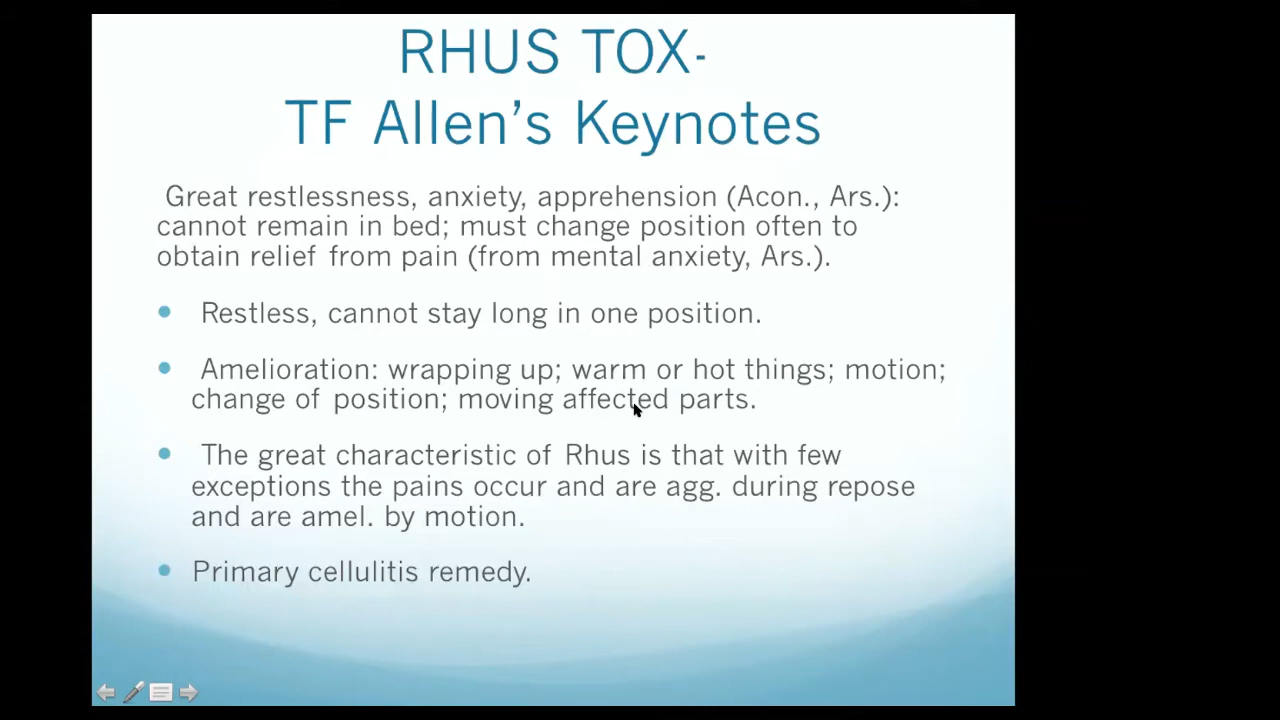 RHUS TOX-
TF Allen’s Keynotes
Great restlessness, anxiety, apprehension (Acon., Ars.):
cannot remain in bed; must change position often to
obtain relief from pain (from mental anxiety, Ars.).
• Restless, cannot stay long in one position.
• Amelioration: wrapping up; warm or hot things; motion;
change of position; moving affected parts.
• The great characteristic of Rhus is that with few
exceptions the pains occur and are agg. during repose
and are amel. by motion.
• Primary cellulitis remedy.